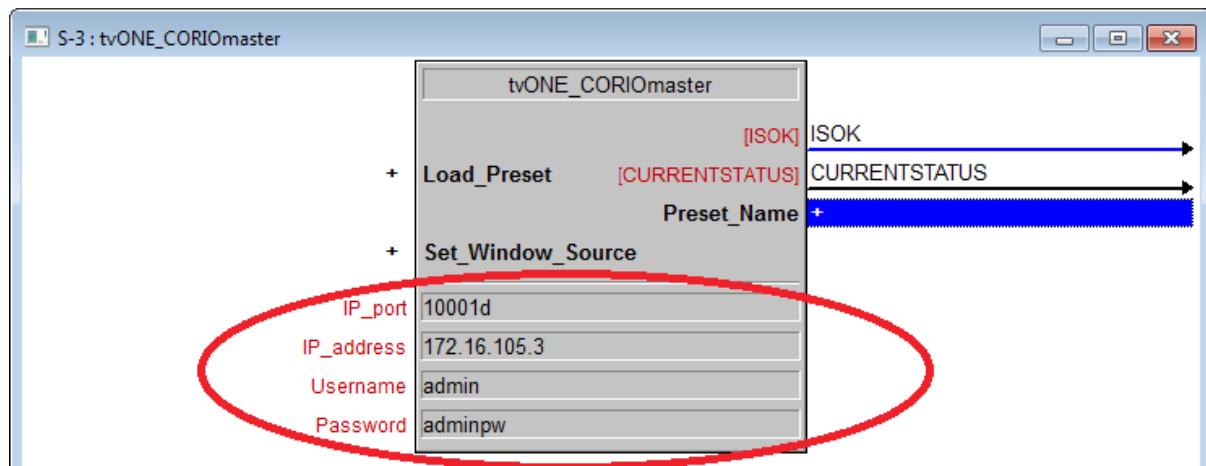 S-3 : tvONE_CORIOmaster
tvONE_CORIOmaster
[ISOK] ISOK
+ Load_Preset [CURRENTSTATUS] CURRENTSTATUS
Preset_Name +
+ Set_Window_Source
IP_port 10001d
IP_address 172.16.105.3
Username admin
Password adminpw